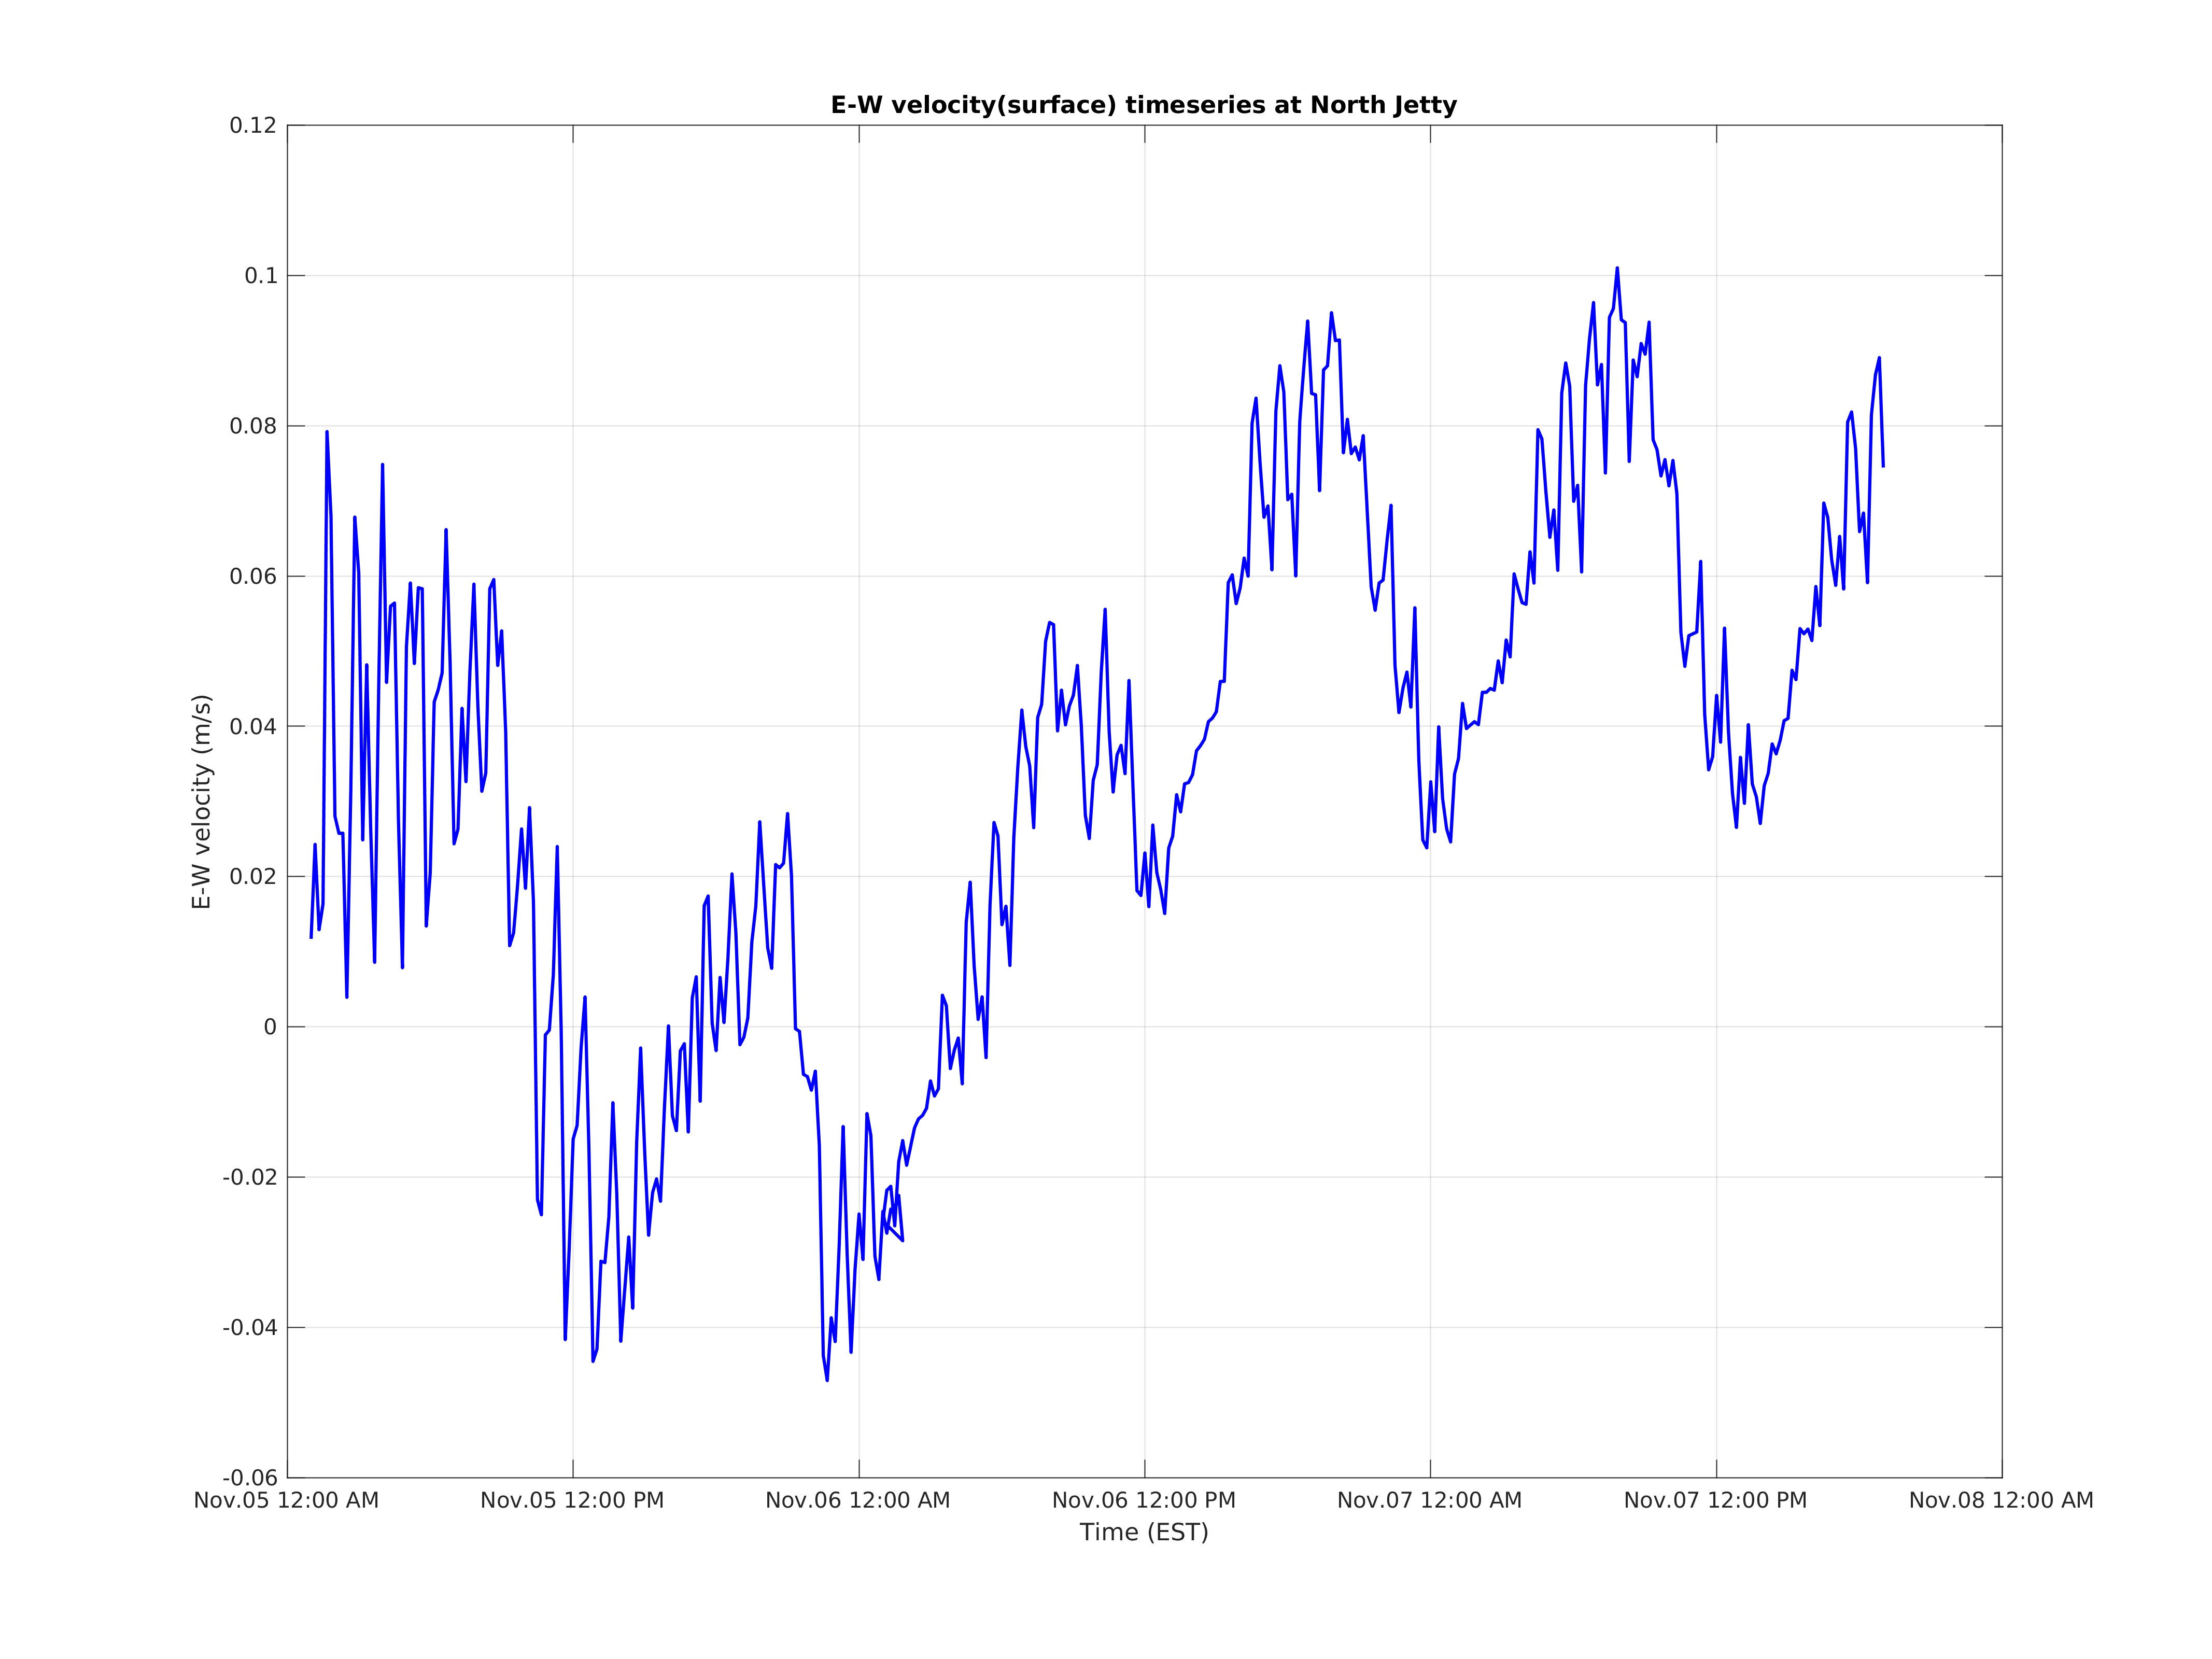 E-W velocity(surface) timeseries at North Jetty
0.12
0.1
0.08
0.06
0.04
0.02
0
-0.02
-0.04
-0.06
E-W velocity (m/s)
Nov.05 12:00 AM Nov.05 12:00 PM Nov.06 12:00 AM Nov.06 12:00 PM Nov.07 12:00 AM Nov.07 12:00 PM Nov.08 12:00 AM
Time (EST)